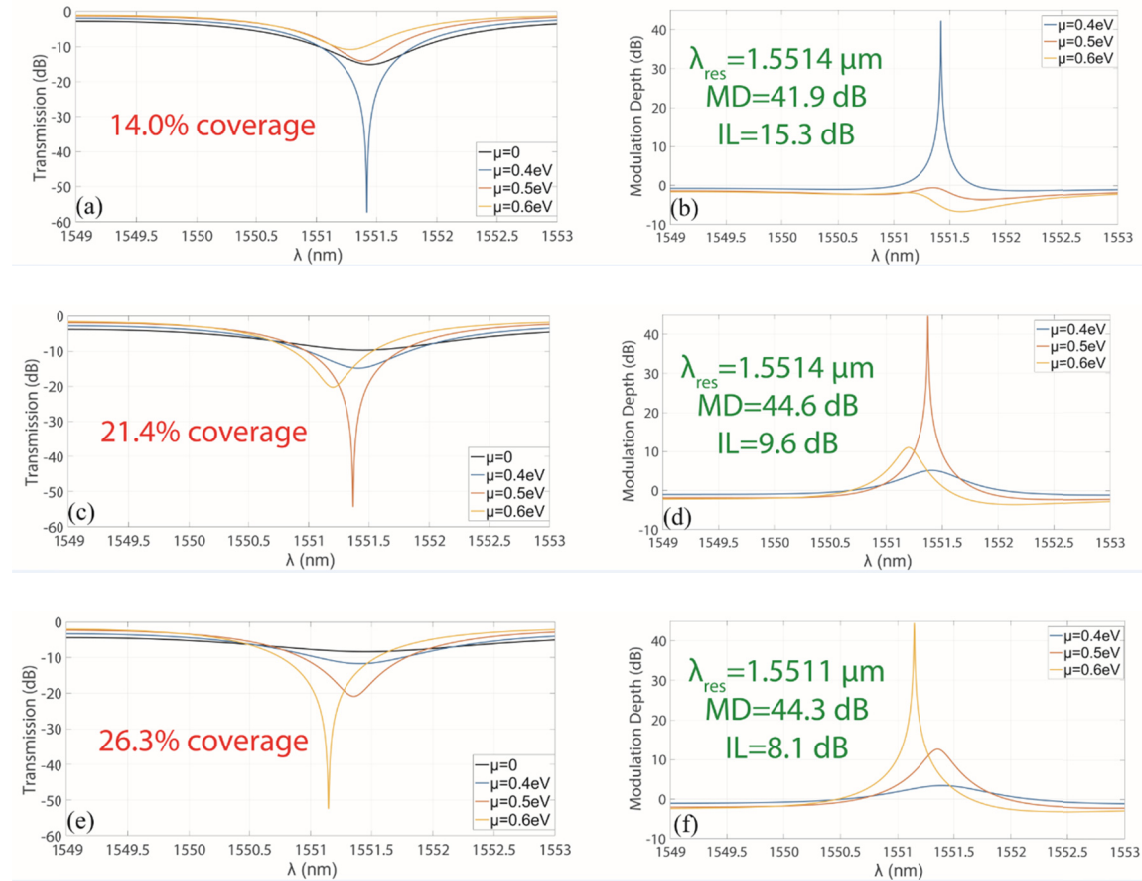 0
-10
-20
-30
-40
-50
-60
Transmission (dB)
14.0% coverage
μ=0
μ=0.4eV
μ=0.5eV
μ=0.6eV
(a)
1549 1549.5 1550 1550.5 1551 1551.5 1552 1552.5 1553
λ (nm)
40
30
20
10
0
-10
Modulation Depth (dB)
λres=1.5514 μm
MD=41.9 dB
IL=15.3 dB
μ=0.4eV
μ=0.5eV
μ=0.6eV
(b)
1549 1549.5 1550 1550.5 1551 1551.5 1552 1552.5 1553
λ (nm)
0
-10
-20
-30
-40
-50
-60
Transmission (dB)
21.4% coverage
μ=0
μ=0.4eV
μ=0.5eV
μ=0.6eV
(c)
1549 1549.5 1550 1550.5 1551 1551.5 1552 1552.5 1553
λ (nm)
40
30
20
10
0
-10
Modulation Depth (dB)
λres=1.5514 μm
MD=44.6 dB
IL=9.6 dB
μ=0.4eV
μ=0.5eV
μ=0.6eV
(d)
1549 1549.5 1550 1550.5 1551 1551.5 1552 1552.5 1553
λ (nm)
0
-10
-20
-30
-40
-50
-60
Transmission (dB)
26.3% coverage
μ=0
μ=0.4eV
μ=0.5eV
μ=0.6eV
(e)
1549 1549.5 1550 1550.5 1551 1551.5 1552 1552.5 1553
λ (nm)
40
30
20
10
0
-10
Modulation Depth (dB)
λres=1.5511 μm
MD=44.3 dB
IL=8.1 dB
μ=0.4eV
μ=0.5eV
μ=0.6eV
(f)
1549 1549.5 1550 1550.5 1551 1551.5 1552 1552.5 1553
λ (nm)